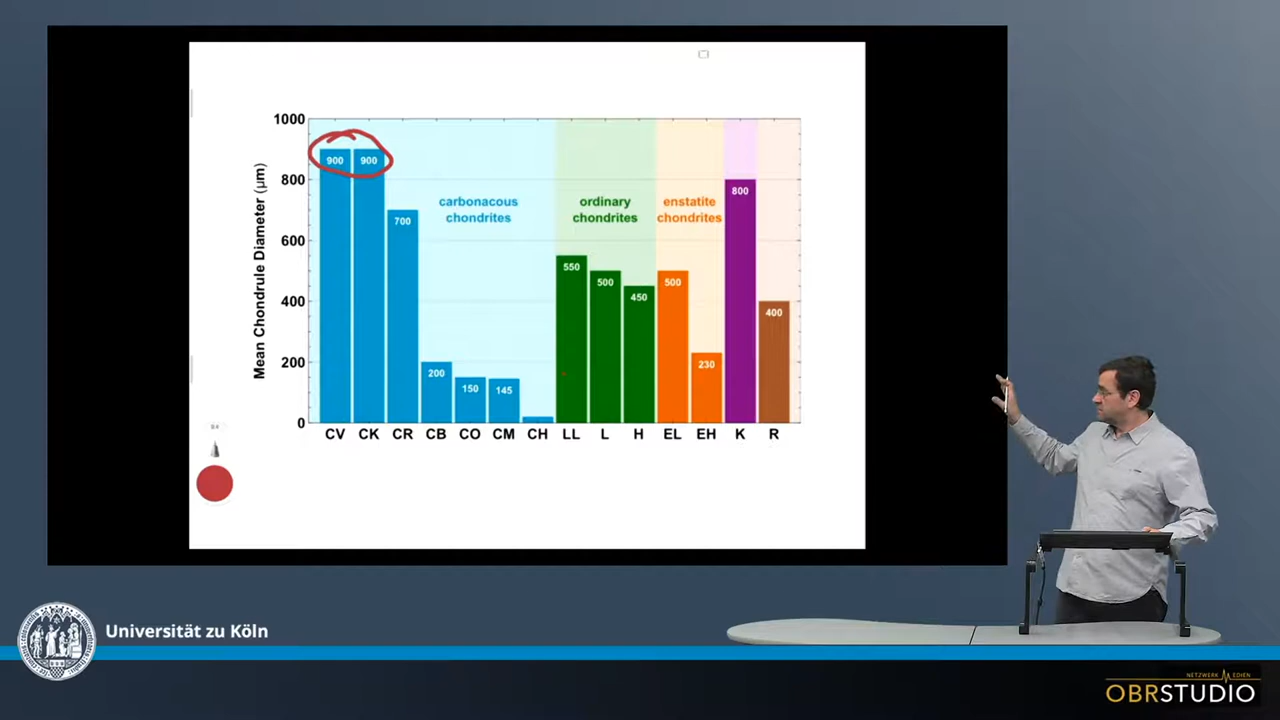 1000
800
600
400
200
0
Mean Chondrule Diameter (μm)
900
900
700
200
150
145
550
500
450
500
230
800
400
carbonacous
chondrites
ordinary
chondrites
enstatite
chondrites
CV CK CR CB CO CM CH LL L H EL EH K R
Universität zu Köln
NETZWERK MEDIEN
OBRSTUDIO